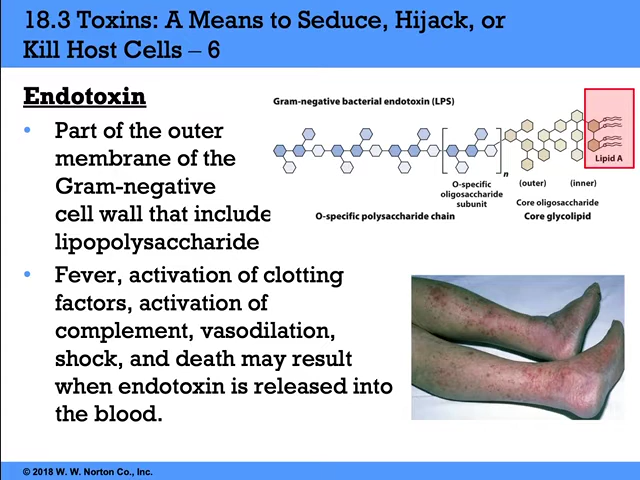 18.3 Toxins: A Means to Seduce, Hijack, or
Kill Host Cells – 6
Endotoxin
• Part of the outer
membrane of the
Gram-negative
cell wall that include
lipopolysaccharide
• Fever, activation of clotting
factors, activation of
complement, vasodilation,
shock, and death may result
when endotoxin is released into
the blood.
Gram-negative bacterial endotoxin (LPS)
Lipid A
n
O-specific
oligosaccharide
subunit
(outer)
(inner)
Core oligosaccharide
O-specific polysaccharide chain
Core glycolipid
© 2018 W. W. Norton Co., Inc.